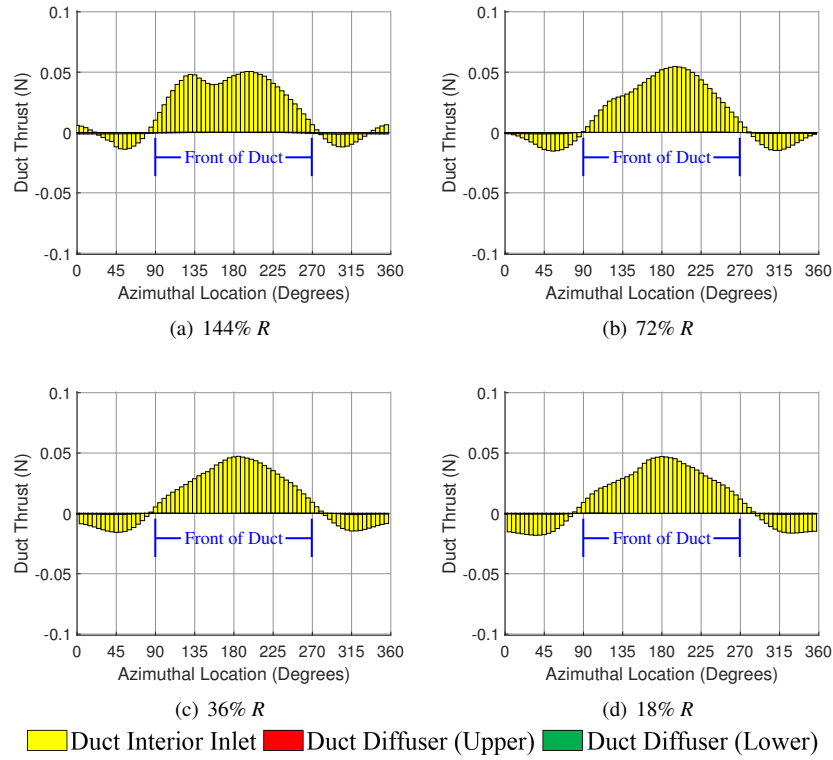 0.1
0.05
0
-0.05
-0.1
Duct Thrust (N)
Front of Duct
0 45 90 135 180 225 270 315 360
Azimuthal Location (Degrees)
(a) 144% R
0.1
0.05
0
-0.05
-0.1
Duct Thrust (N)
Front of Duct
0 45 90 135 180 225 270 315 360
Azimuthal Location (Degrees)
(b) 72% R
0.1
0.05
0
-0.05
-0.1
Duct Thrust (N)
Front of Duct
0 45 90 135 180 225 270 315 360
Azimuthal Location (Degrees)
(c) 36% R
0.1
0.05
0
-0.05
-0.1
Duct Thrust (N)
Front of Duct
0 45 90 135 180 225 270 315 360
Azimuthal Location (Degrees)
(d) 18% R
Duct Interior Inlet Duct Diffuser (Upper) Duct Diffuser (Lower)